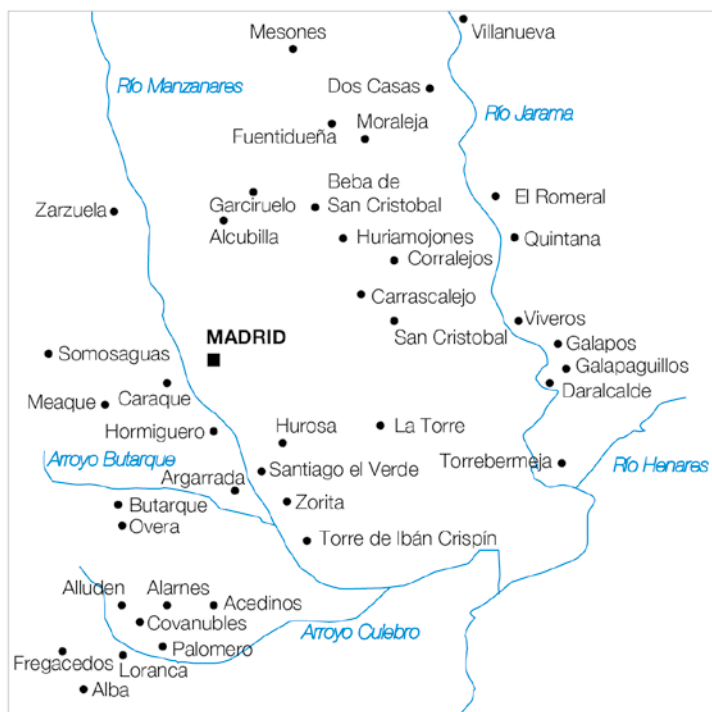 Villanueva
Mesones
Río Manzanares
Dos Casas
Río Jarama
Moraleja
Fuentidueña
Beba de
San Cristobal
El Romeral
Garciruelo
Zarzuela
Alcubilla
Huriamojones
Quintana
Corralejos
Carrascalejo
Viveros
San Cristobal
MADRID
Galapos
Somosaguas
Galapaguillos
Daralcalde
Caraque
Meaque
Hormiguero
Hurosa
La Torre
Arroyo Butarque
Torrebermeja
Río Henares
Santiago el Verde
Argarrada
Butarque
Zorita
Overa
Torre de Ibán Crispín
Alluden
Alarnes
Acedinos
Covanubles
Arroyo Culebro
Palomero
Fregacedos
Loranca
Alba